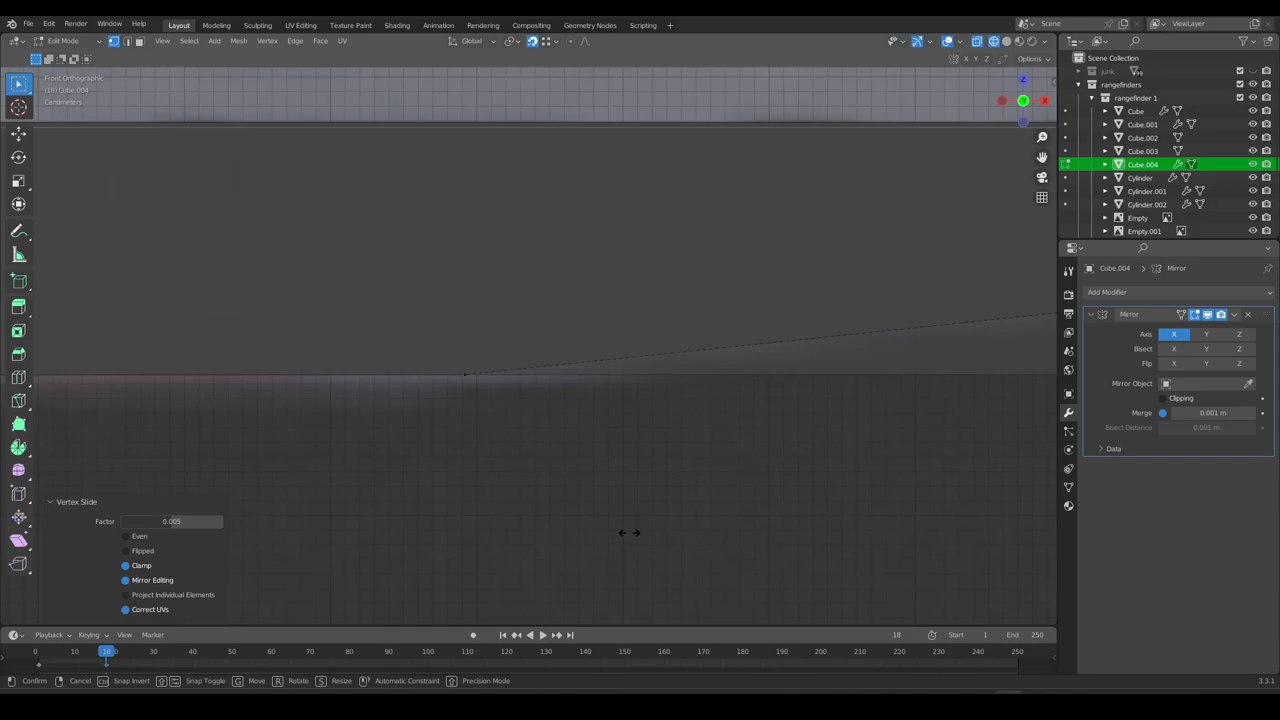 File Edit Render Window Help Layout Modeling Sculpting UV Editing Texture Paint Shading Animation Rendering Compositing Geometry Nodes Scripting + Scene ViewLayer
Edit Mode View Select Add Mesh Vertex Edge Face UV Global
X Y Z Options
Front Orthographic
(18) Cube.004
Centimeters
Z
Y
X
Scene Collection
junk 99
rangefinders
rangefinder 1
Cube
Cube.001
Cube.002
Cube.003
Cube.004
Cylinder
Cylinder.001
Cylinder.002
Empty
Empty.001
Cube.004 Mirror
Add Modifier
Mirror
Axis X Y Z
Bisect X Y Z
Flip X Y Z
Mirror Object
Clipping
Merge 0.001 m
Bisect Distance 0.001 m
Data
Vertex Slide
Factor 0.005
Even
Flipped
Clamp
Mirror Editing
Project Individual Elements
Correct UVs
Playback Keying View Marker 18 Start 1 End 250
0 10 18 20 30 40 50 60 70 80 90 100 110 120 130 140 150 160 170 180 190 200 210 220 230 240 250
Confirm Cancel Ctrl Snap Invert Snap Toggle G Move R Rotate S Resize Automatic Constraint Precision Mode 3.3.1